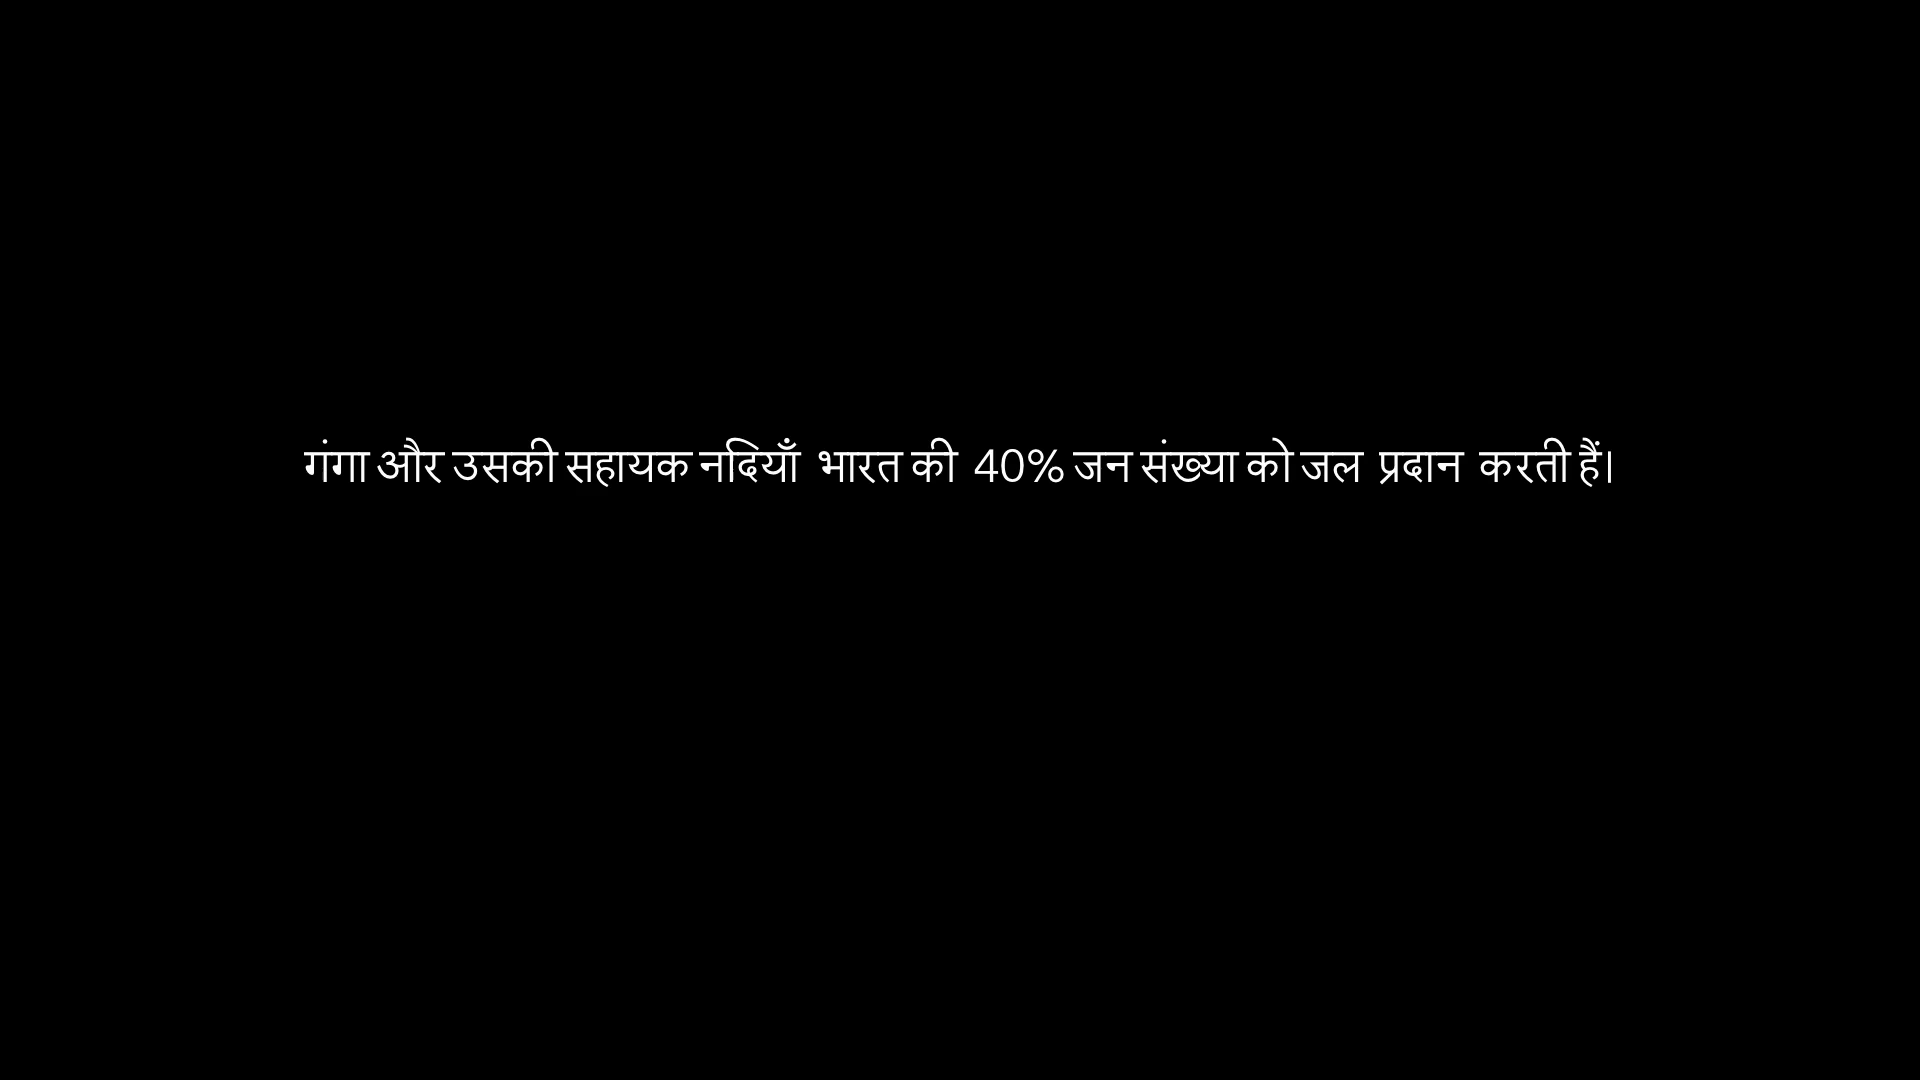 गंगा और उसकी सहायक नदियाँ भारत की 40% जन संख्या को जल प्रदान करती हैं।